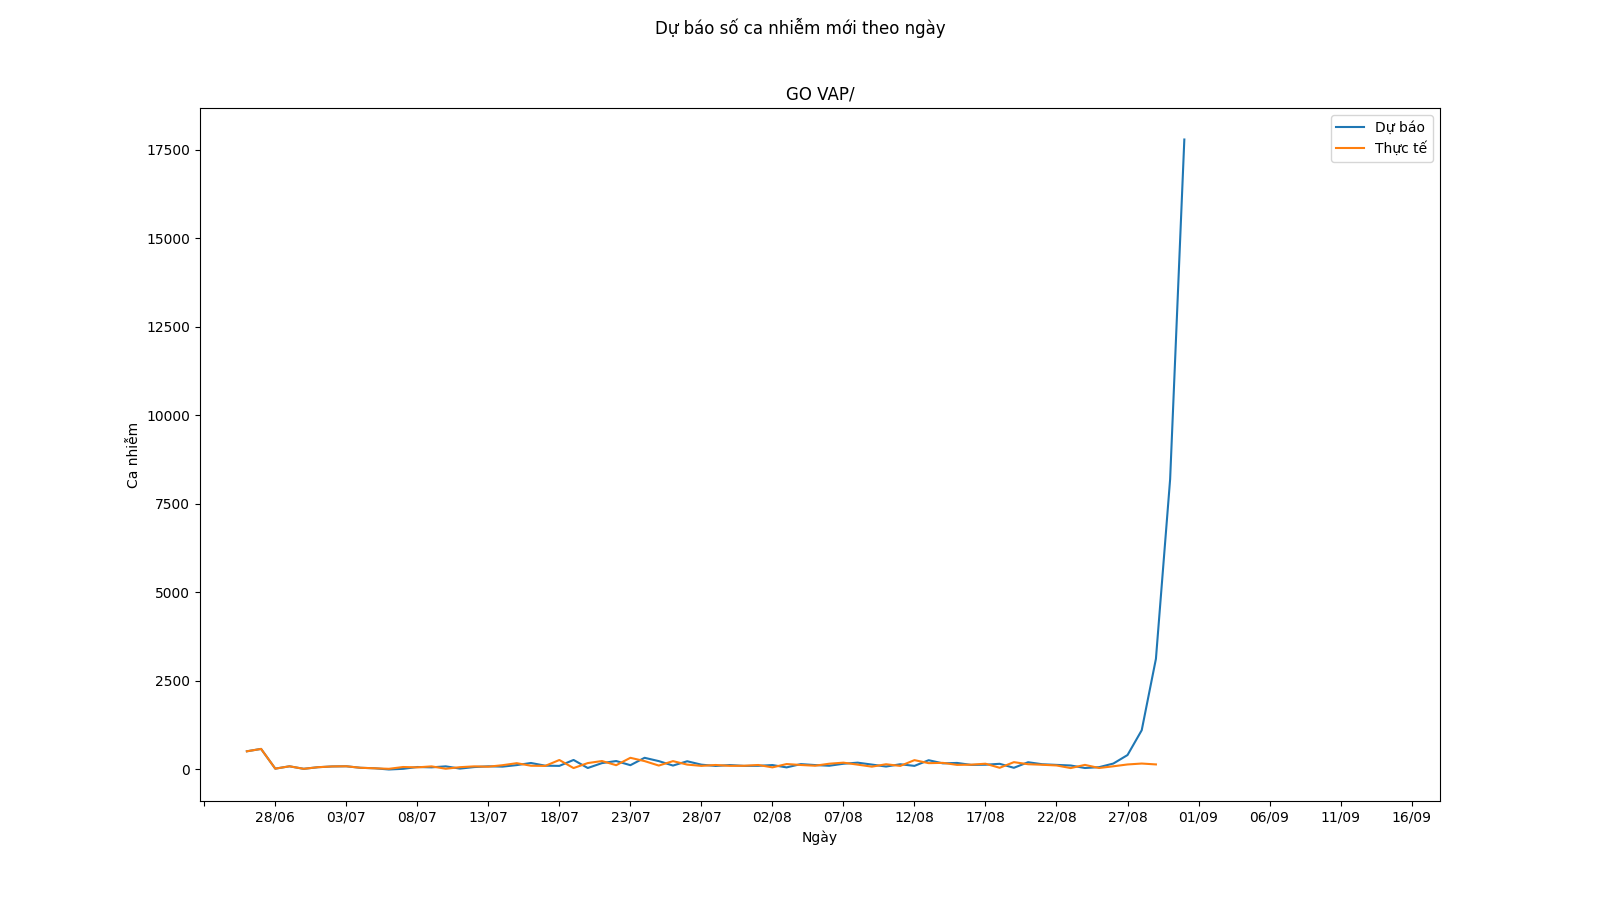 Dự báo số ca nhiễm mới theo ngày
GO VAP/
Dự báo
Thực tế
17500
15000
12500
10000
7500
5000
2500
0
Ca nhiễm
28/06 03/07 08/07 13/07 18/07 23/07 28/07 02/08 07/08 12/08 17/08 22/08 27/08 01/09 06/09 11/09 16/09
Ngày